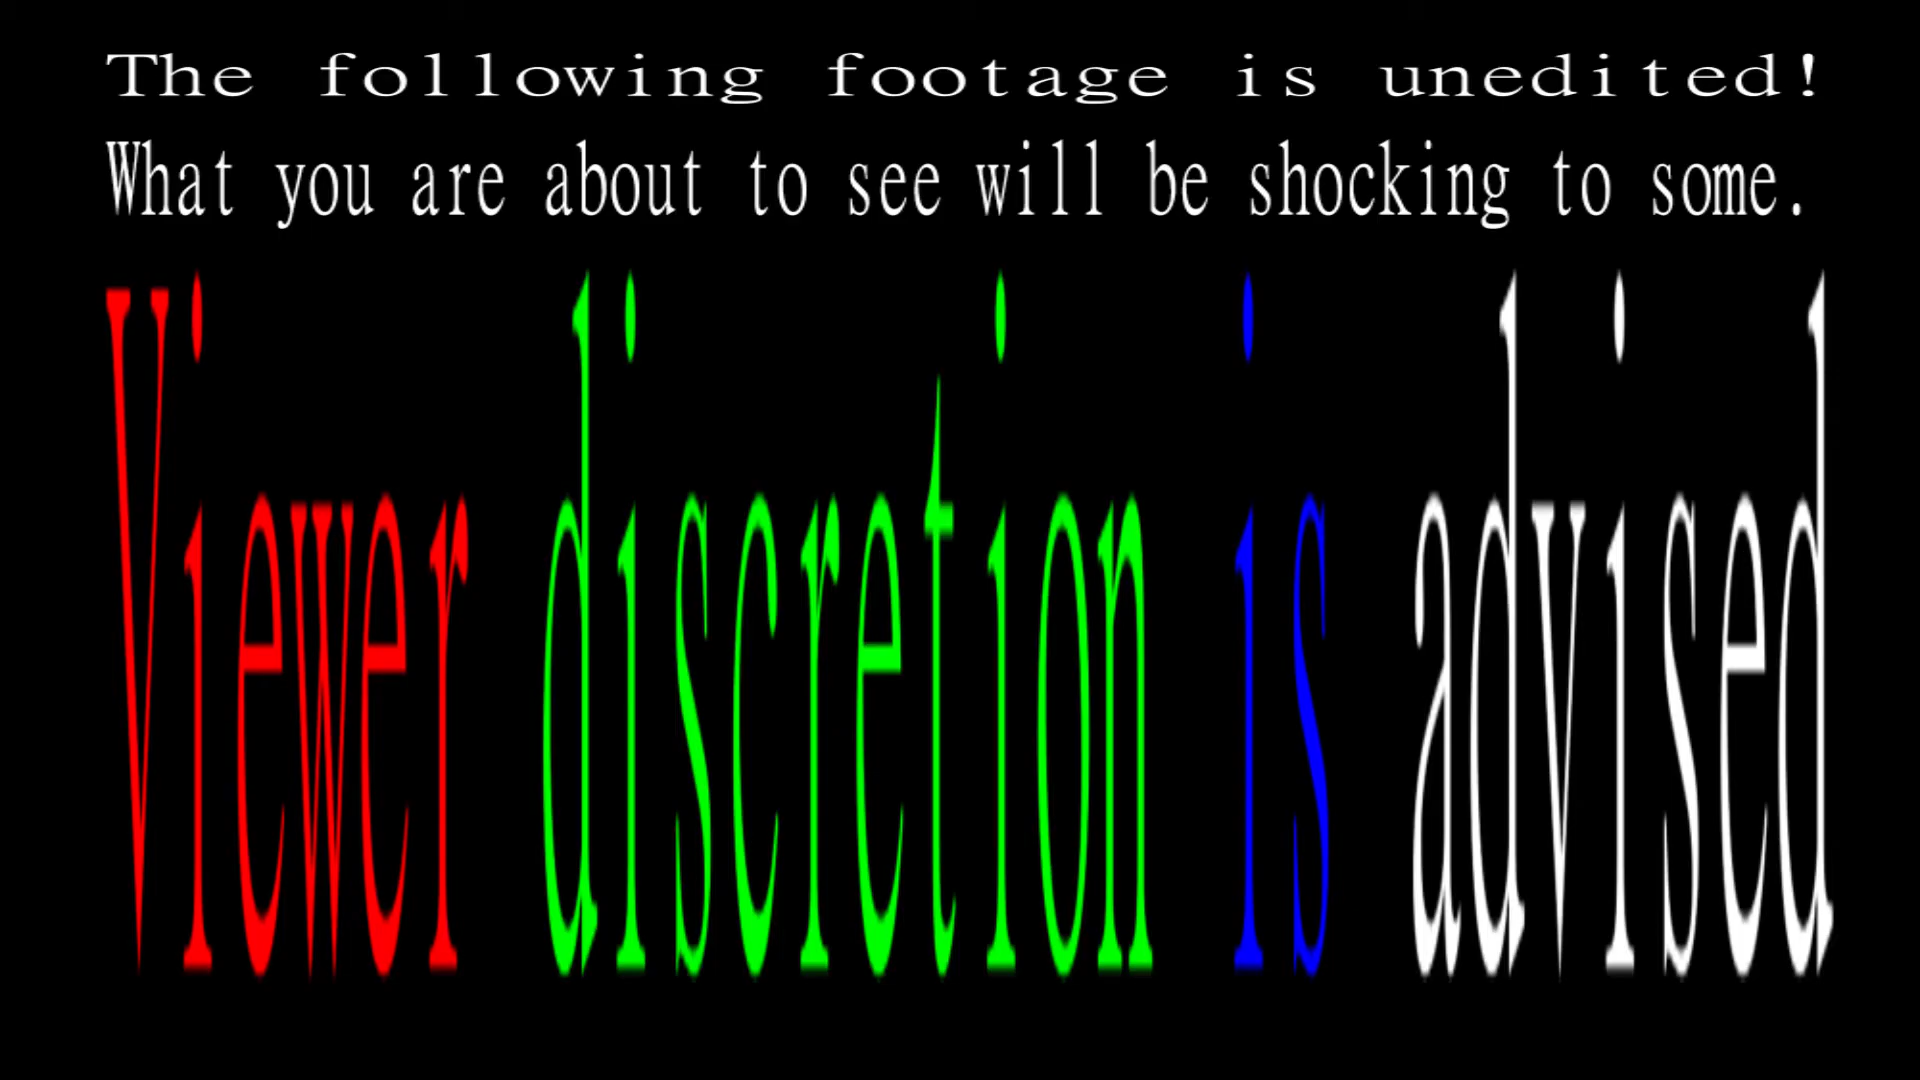 The following footage is unedited!
What you are about to see will be shocking to some.
Viewer discretion is advised